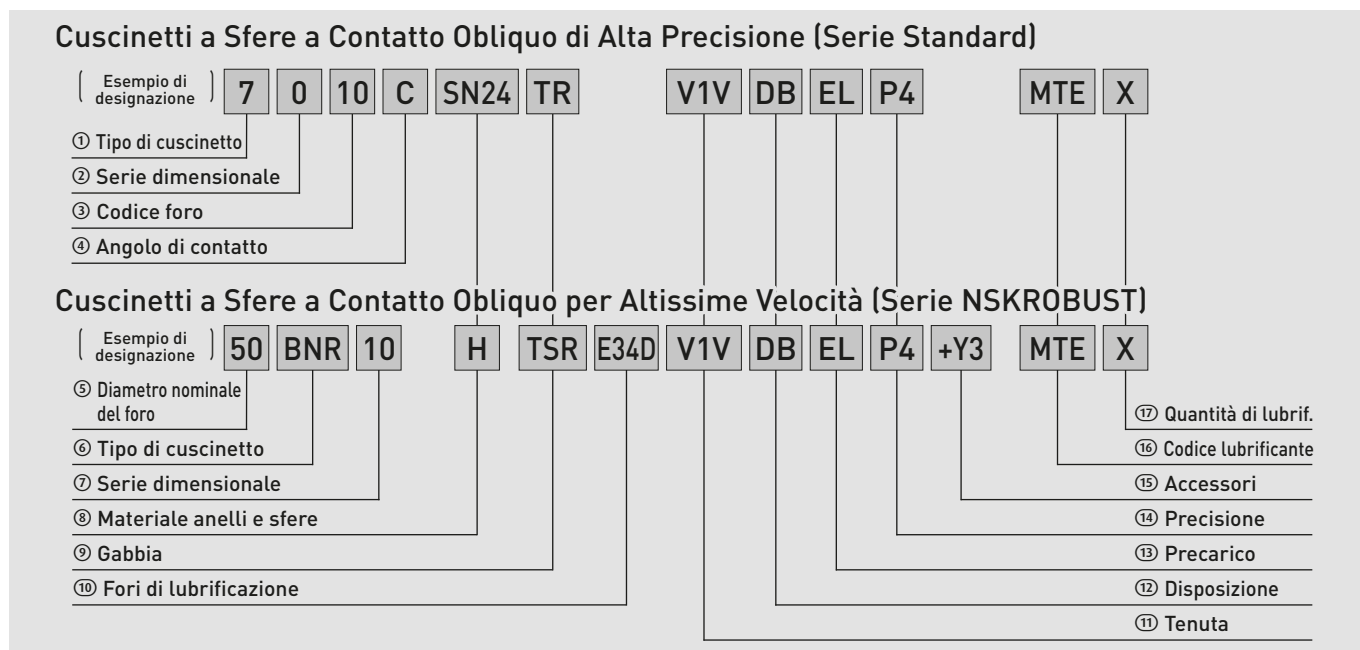 Cuscinetti a Sfere a Contatto Obliquo di Alta Precisione (Serie Standard)
( Esempio di
designazione ) 7 0 10 C SN24 TR V1V DB EL P4 MTE X
① Tipo di cuscinetto
② Serie dimensionale
③ Codice foro
④ Angolo di contatto
Cuscinetti a Sfere a Contatto Obliquo per Altissime Velocità (Serie NSKROBUST)
( Esempio di
designazione ) 50 BNR 10 H TSR E34D V1V DB EL P4 +Y3 MTE X
⑤ Diametro nominale
del foro
⑥ Tipo di cuscinetto
⑦ Serie dimensionale
⑧ Materiale anelli e sfere
⑨ Gabbia
⑩ Fori di lubrificazione
⑰ Quantità di lubrif.
⑯ Codice lubrificante
⑮ Accessori
⑭ Precisione
⑬ Precarico
⑫ Disposizione
⑪ Tenuta